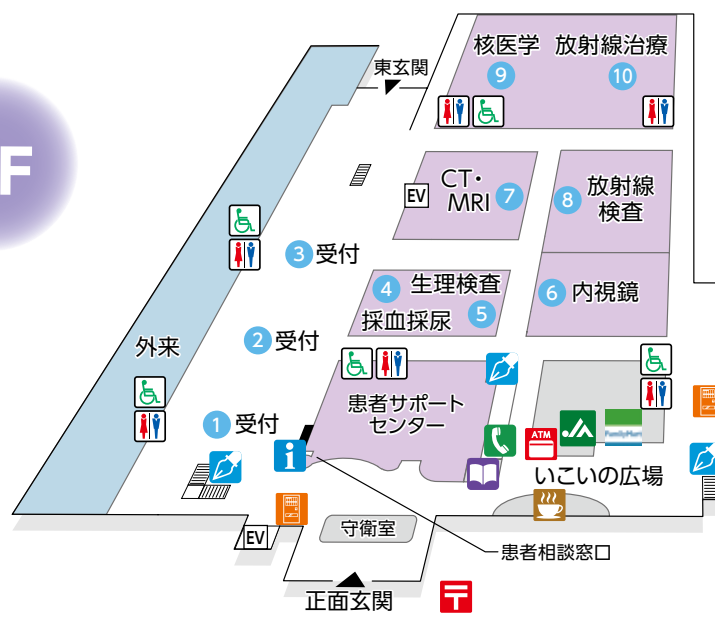 F
核医学
放射線治療
9
10
東玄関
CT・
MRI
7
EV
8
放射線
検査
3 受付
4 生理検査
採血採尿 5
6 内視鏡
2 受付
外来
1 受付
患者サポート
センター
i
ATM
JA
FamilyMart
いこいの広場
EV
守衛室
患者相談窓口
正面玄関
〒